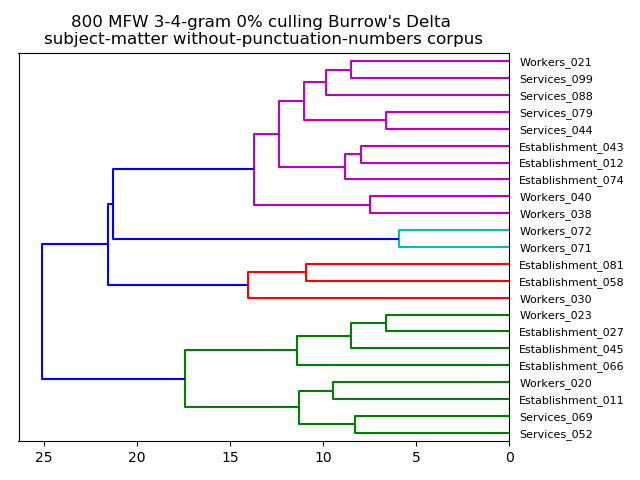 800 MFW 3-4-gram 0% culling Burrow's Delta
subject-matter without-punctuation-numbers corpus
Workers_021
Services_099
Services_088
Services_079
Services_044
Establishment_043
Establishment_012
Establishment_074
Workers_040
Workers_038
Workers_072
Workers_071
Establishment_081
Establishment_058
Workers_030
Workers_023
Establishment_027
Establishment_045
Establishment_066
Workers_020
Establishment_011
Services_069
Services_052
25 20 15 10 5 0